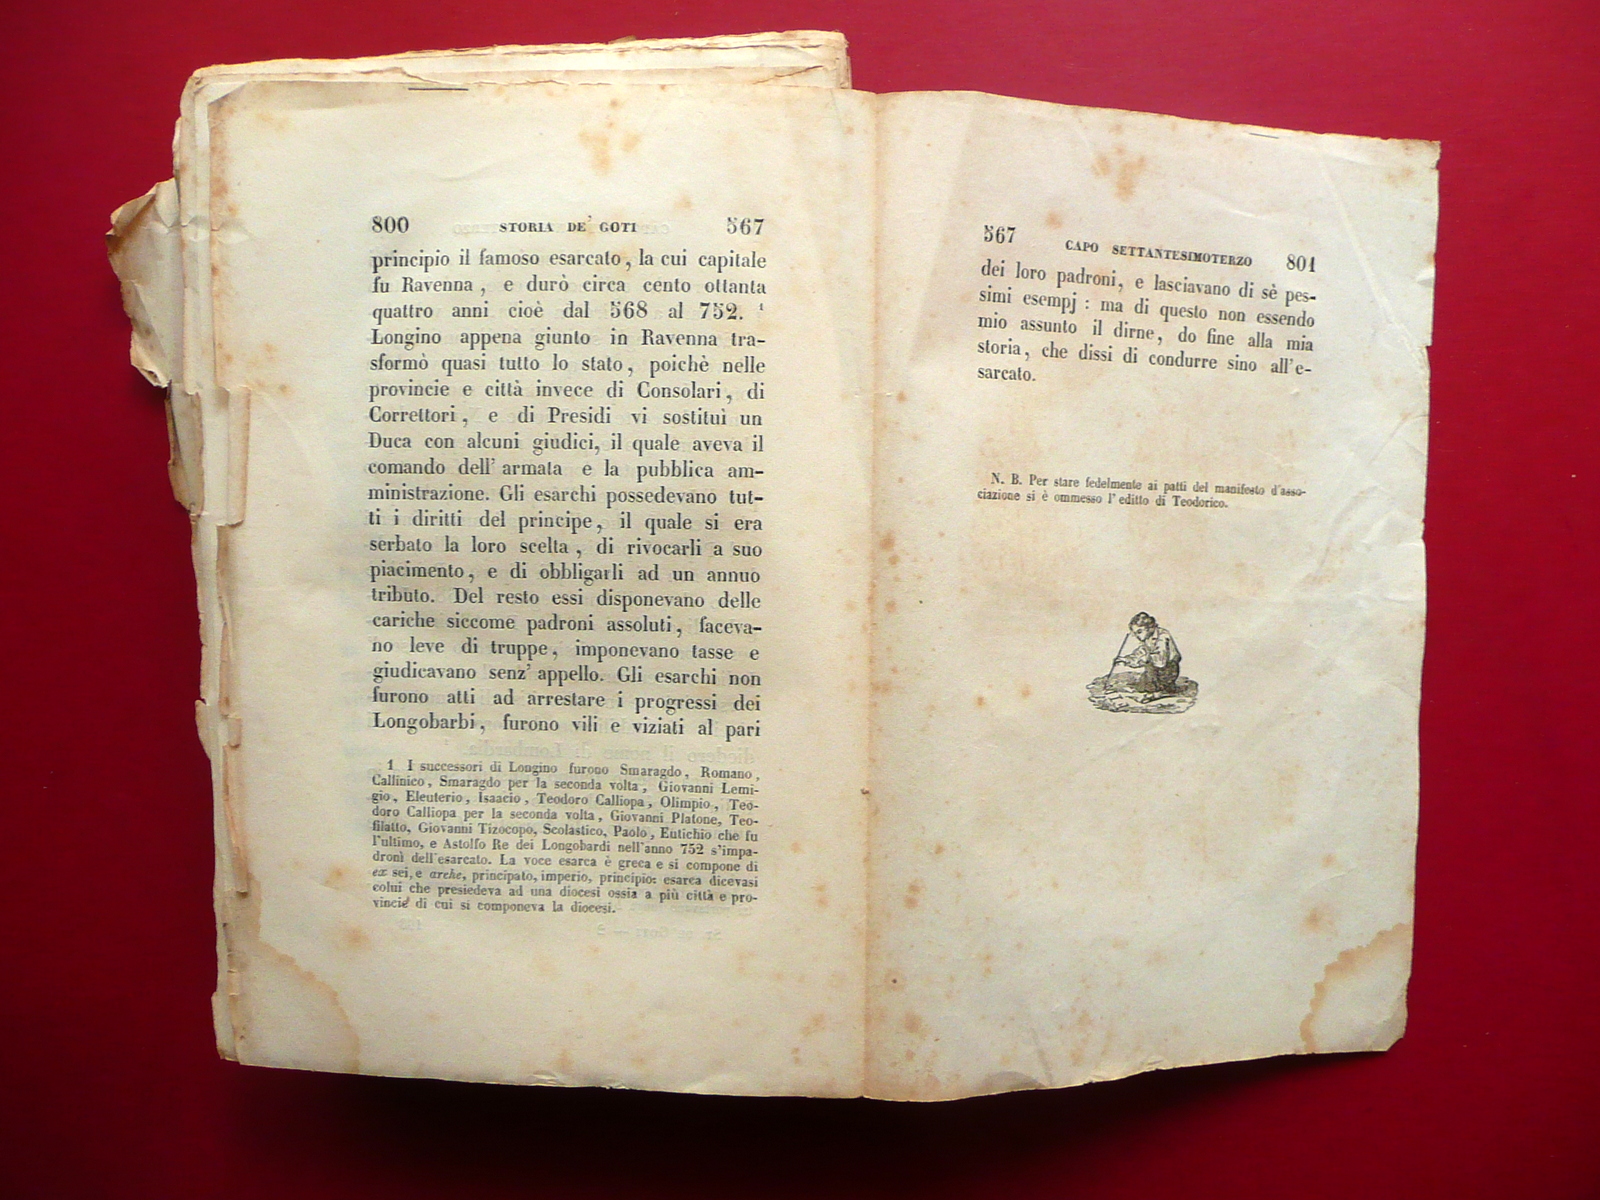 800 STORIA DE' GOTI 567
principio il famoso esarcato, la cui capitale
fu Ravenna, e durò circa cento ottanta
quattro anni cioè dal 568 al 752. 1
Longino appena giunto in Ravenna tra-
sformò quasi tutto lo stato, poichè nelle
provincie e città invece di Consolari, di
Correttori, e di Presidi vi sostituì un
Duca con alcuni giudici, il quale aveva il
comando dell' armata e la pubblica am-
ministrazione. Gli esarchi possedevano tut-
ti i diritti del principe, il quale si era
serbato la loro scelta, di rivocarli a suo
piacimento, e di obbligarli ad un annuo
tributo. Del resto essi disponevano delle
cariche siccome padroni assoluti, faceva-
no leve di truppe, imponevano tasse e
giudicavano senz' appello. Gli esarchi non
furono atti ad arrestare i progressi dei
Longobarbi, furono vili e viziati al pari
1 I successori di Longino furono Smaragdo, Romano,
Callinico, Smaragdo per la seconda volta, Giovanni Lemi-
gio, Eleuterio, Isaacio, Teodoro Calliopa, Olimpio, Teo-
doro Calliopa per la seconda volta, Giovanni Platone, Teo-
filatto, Giovanni Tizocopo, Scolastico, Paolo, Eutichio che fu
l'ultimo, e Astolfo Re dei Longobardi nell'anno 752 s'impa-
dronì dell'esarcato. La voce esarca è greca e si compone di
ex sei, e arche, principato, imperio, principio: esarca dicevasi
colui che presiedeva ad una diocesi ossia a più città e pro-
vincie di cui si componeva la diocesi.
567 CAPO SETTANTESIMOTERZO 801
dei loro padroni, e lasciavano di sè pes-
simi esempj : ma di questo non essendo
mio assunto il dirne, do fine alla mia
storia, che dissi di condurre sino all'e-
sarcato.
N. B. Per stare fedelmente ai patti del manifesto d'asso-
ciazione si è ommesso l'editto di Teodorico.